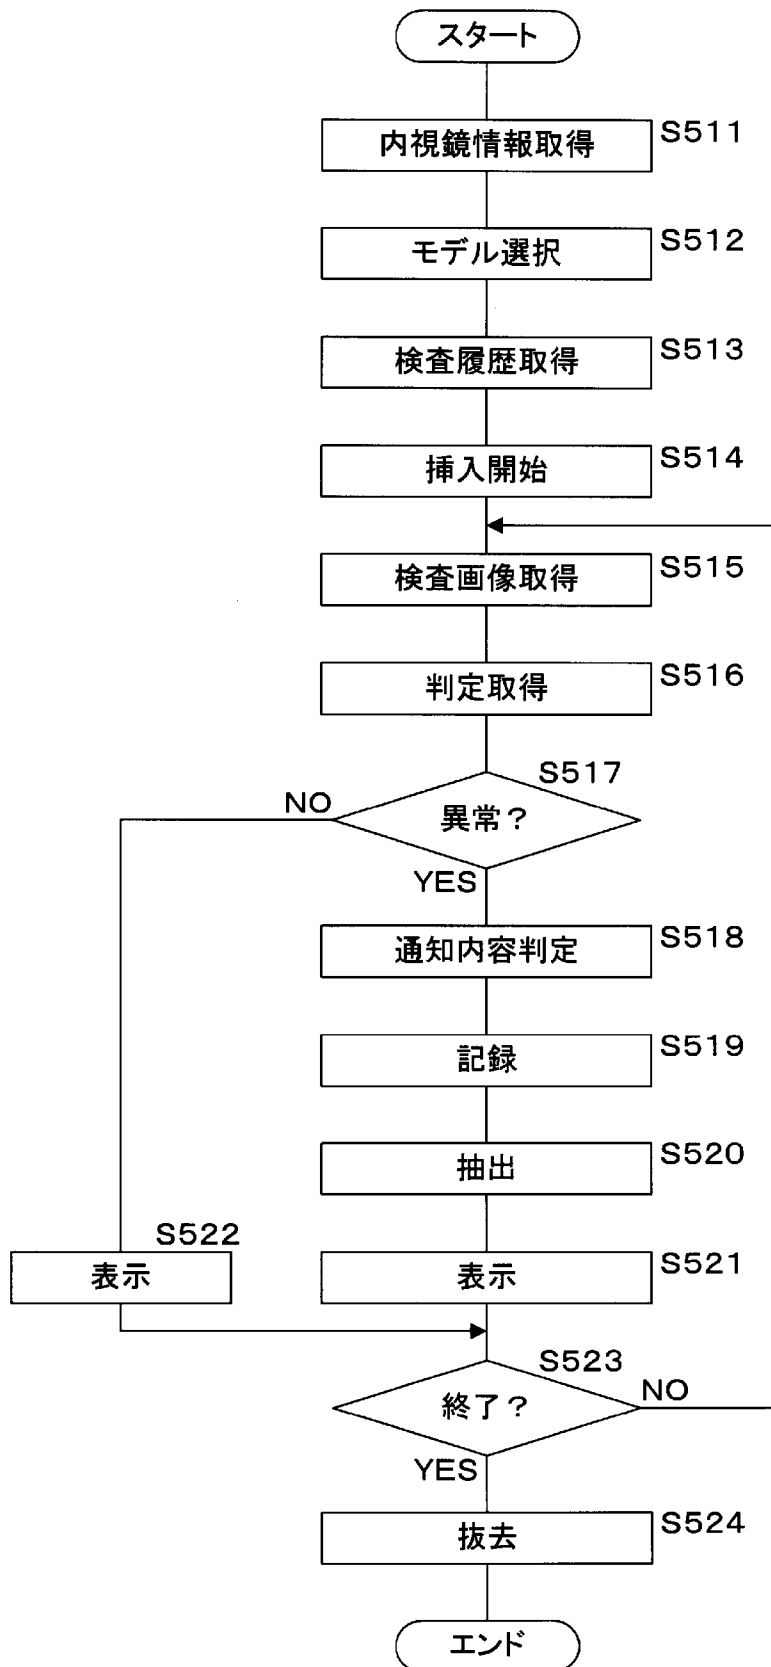 スタート
内視鏡情報取得
S511
モデル選択
S512
検査履歴取得
S513
挿入開始
S514
検査画像取得
S515
判定取得
S516
S517
NO
異常?
YES
通知内容判定
S518
記録
S519
抽出
S520
S522
表示
表示
S521
S523
終了?
NO
YES
抜去
S524
エンド